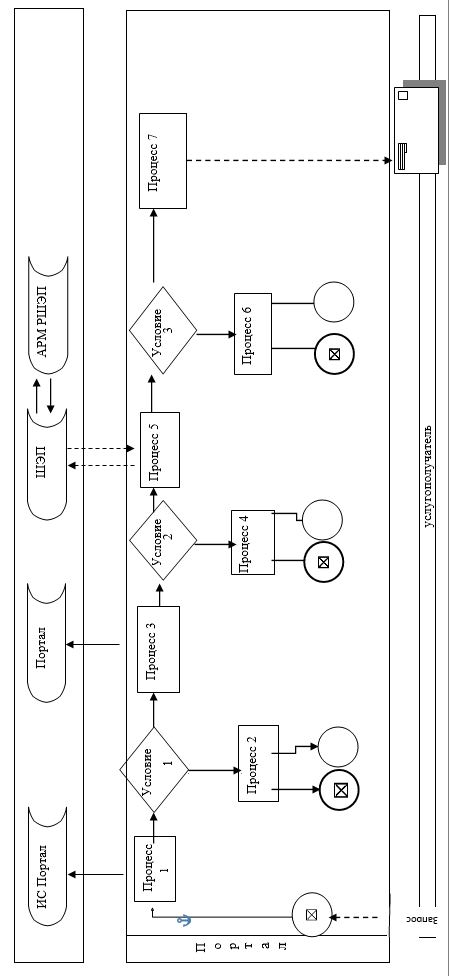 ИС Портал
Портал
ШЭП
АРМ РШЭП
Портал
Процесс
1
Условие
1
Процесс 2
Процесс 3
Условие
2
Процесс 4
Процесс 5
Условие
3
Процесс 6
Процесс 7
Запрос
услугополучатель